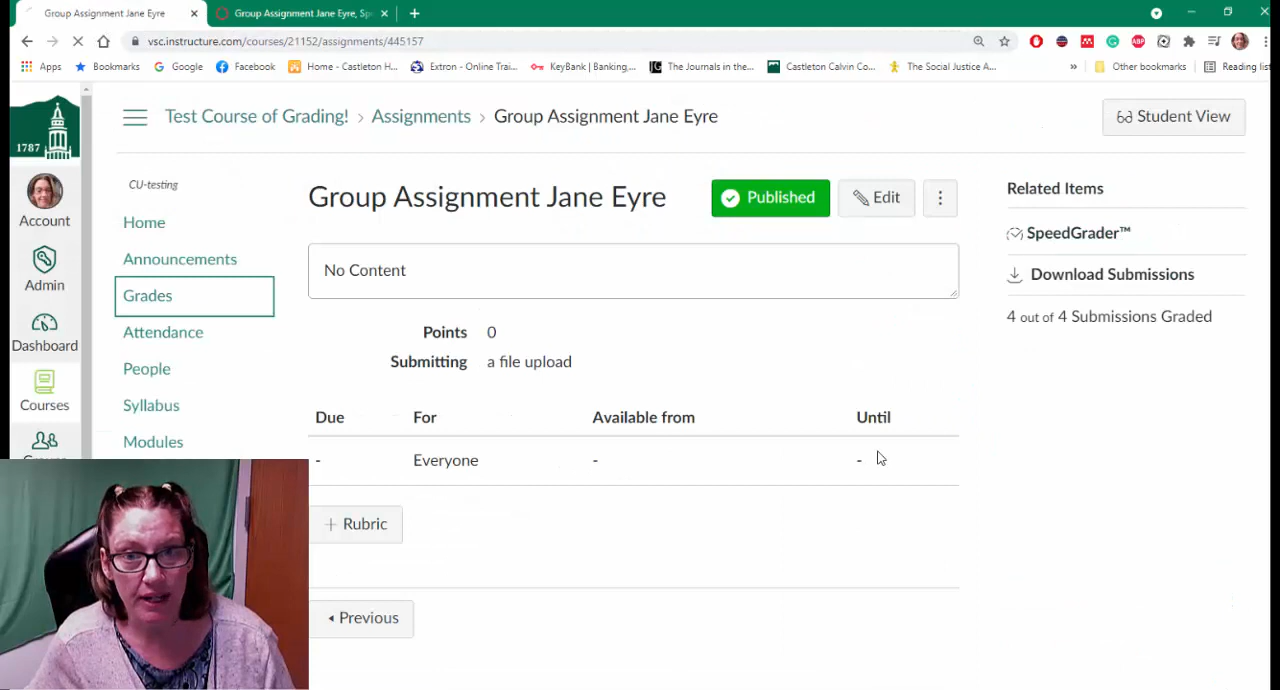 Group Assignment Jane Eyre
Group Assignment Jane Eyre, Sp
vsc.instructure.com/courses/21152/assignments/445157
Apps
Bookmarks
Google
Facebook
Home - Castleton H...
Extron - Online Trai...
KeyBank | Banking,...
The Journals in the...
Castleton Calvin Co...
The Social Justice A...
»
Other bookmarks
Reading list
1787
Test Course of Grading! > Assignments > Group Assignment Jane Eyre
Student View
Account
Admin
Dashboard
Courses
CU-testing
Home
Announcements
Grades
Attendance
People
Syllabus
Modules
Group Assignment Jane Eyre
Published
Edit
No Content
Points 0
Submitting a file upload
Due For Available from Until
- Everyone - -
+ Rubric
Previous
Related Items
SpeedGrader™
Download Submissions
4 out of 4 Submissions Graded